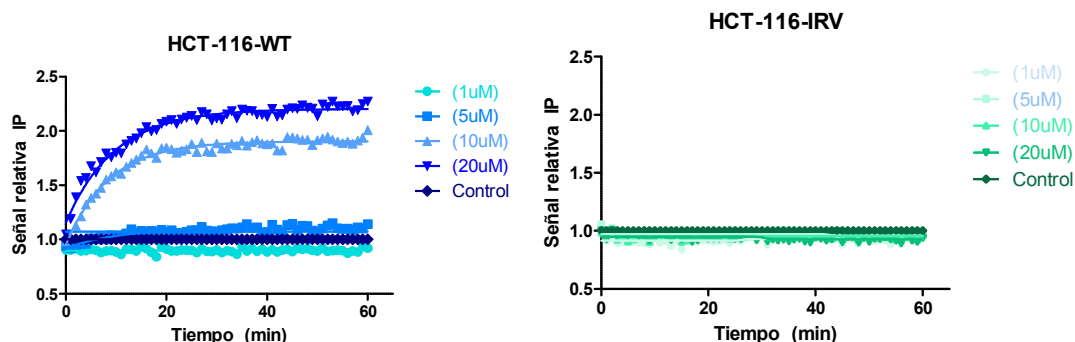 HCT-116-WT
2.5
2.0
1.5
1.0
0.5
0
20
40
60
Señal relativa IP
Tiempo (min)
(1uM)
(5uM)
(10uM)
(20uM)
Control
HCT-116-IRV
2.5
2.0
1.5
1.0
0.5
0
20
40
60
Señal relativa IP
Tiempo (min)
(1uM)
(5uM)
(10uM)
(20uM)
Control